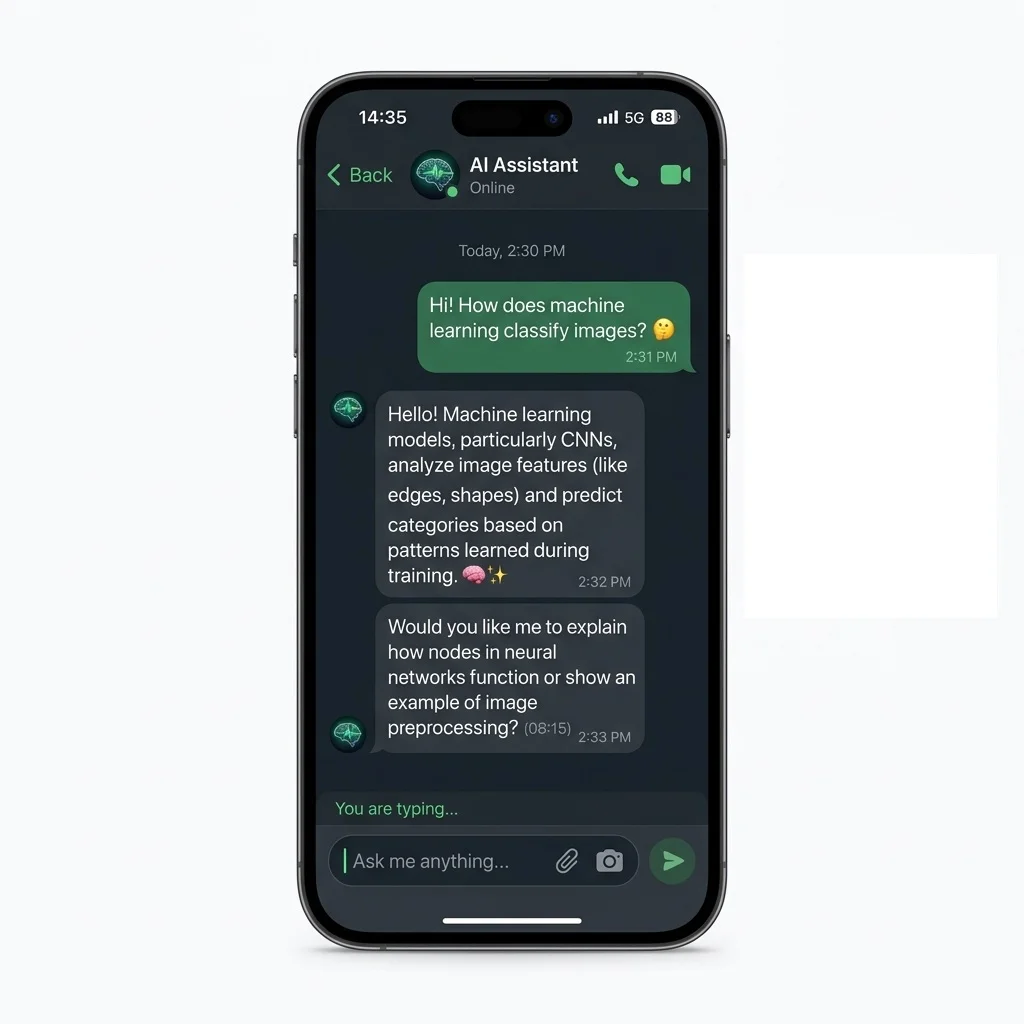 14:35 5G 88
Back
AI Assistant
Online
Today, 2:30 PM
Hi! How does machine
learning classify images? 🤔
2:31 PM
Hello! Machine learning
models, particularly CNNs,
analyze image features (like
edges, shapes) and predict
categories based on
patterns learned during
training. 🧠✨ 2:32 PM
Would you like me to explain
how nodes in neural
networks function or show an
example of image
preprocessing? (08:15) 2:33 PM
You are typing...
Ask me anything...